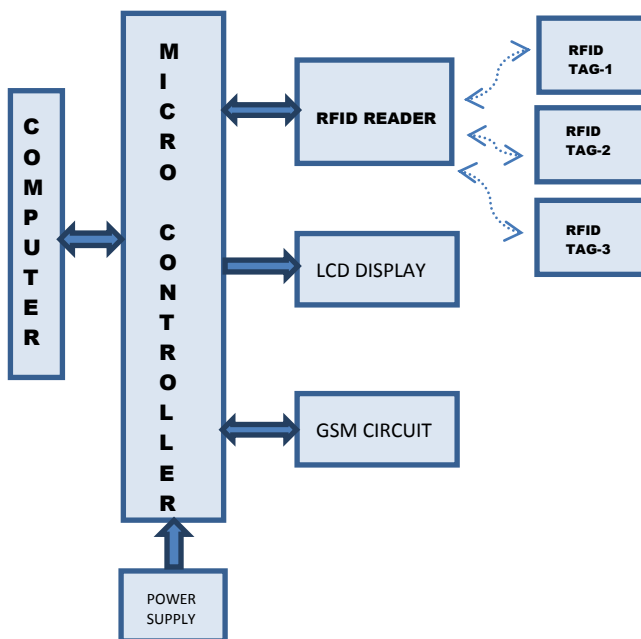 COMPUTER
MICRO CONTROLLER
RFID READER
RFID
TAG-1
RFID
TAG-2
RFID
TAG-3
LCD DISPLAY
GSM CIRCUIT
POWER
SUPPLY